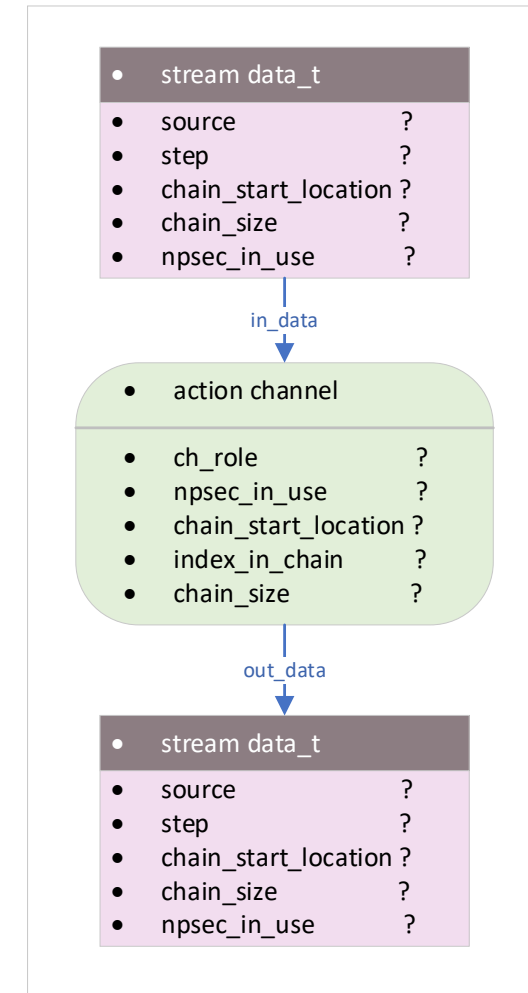 • stream data_t
• source ?
• step ?
• chain_start_location ?
• chain_size ?
• npsec_in_use ?
in_data
• action channel
• ch_role ?
• npsec_in_use ?
• chain_start_location ?
• index_in_chain ?
• chain_size ?
out_data
• stream data_t
• source ?
• step ?
• chain_start_location ?
• chain_size ?
• npsec_in_use ?